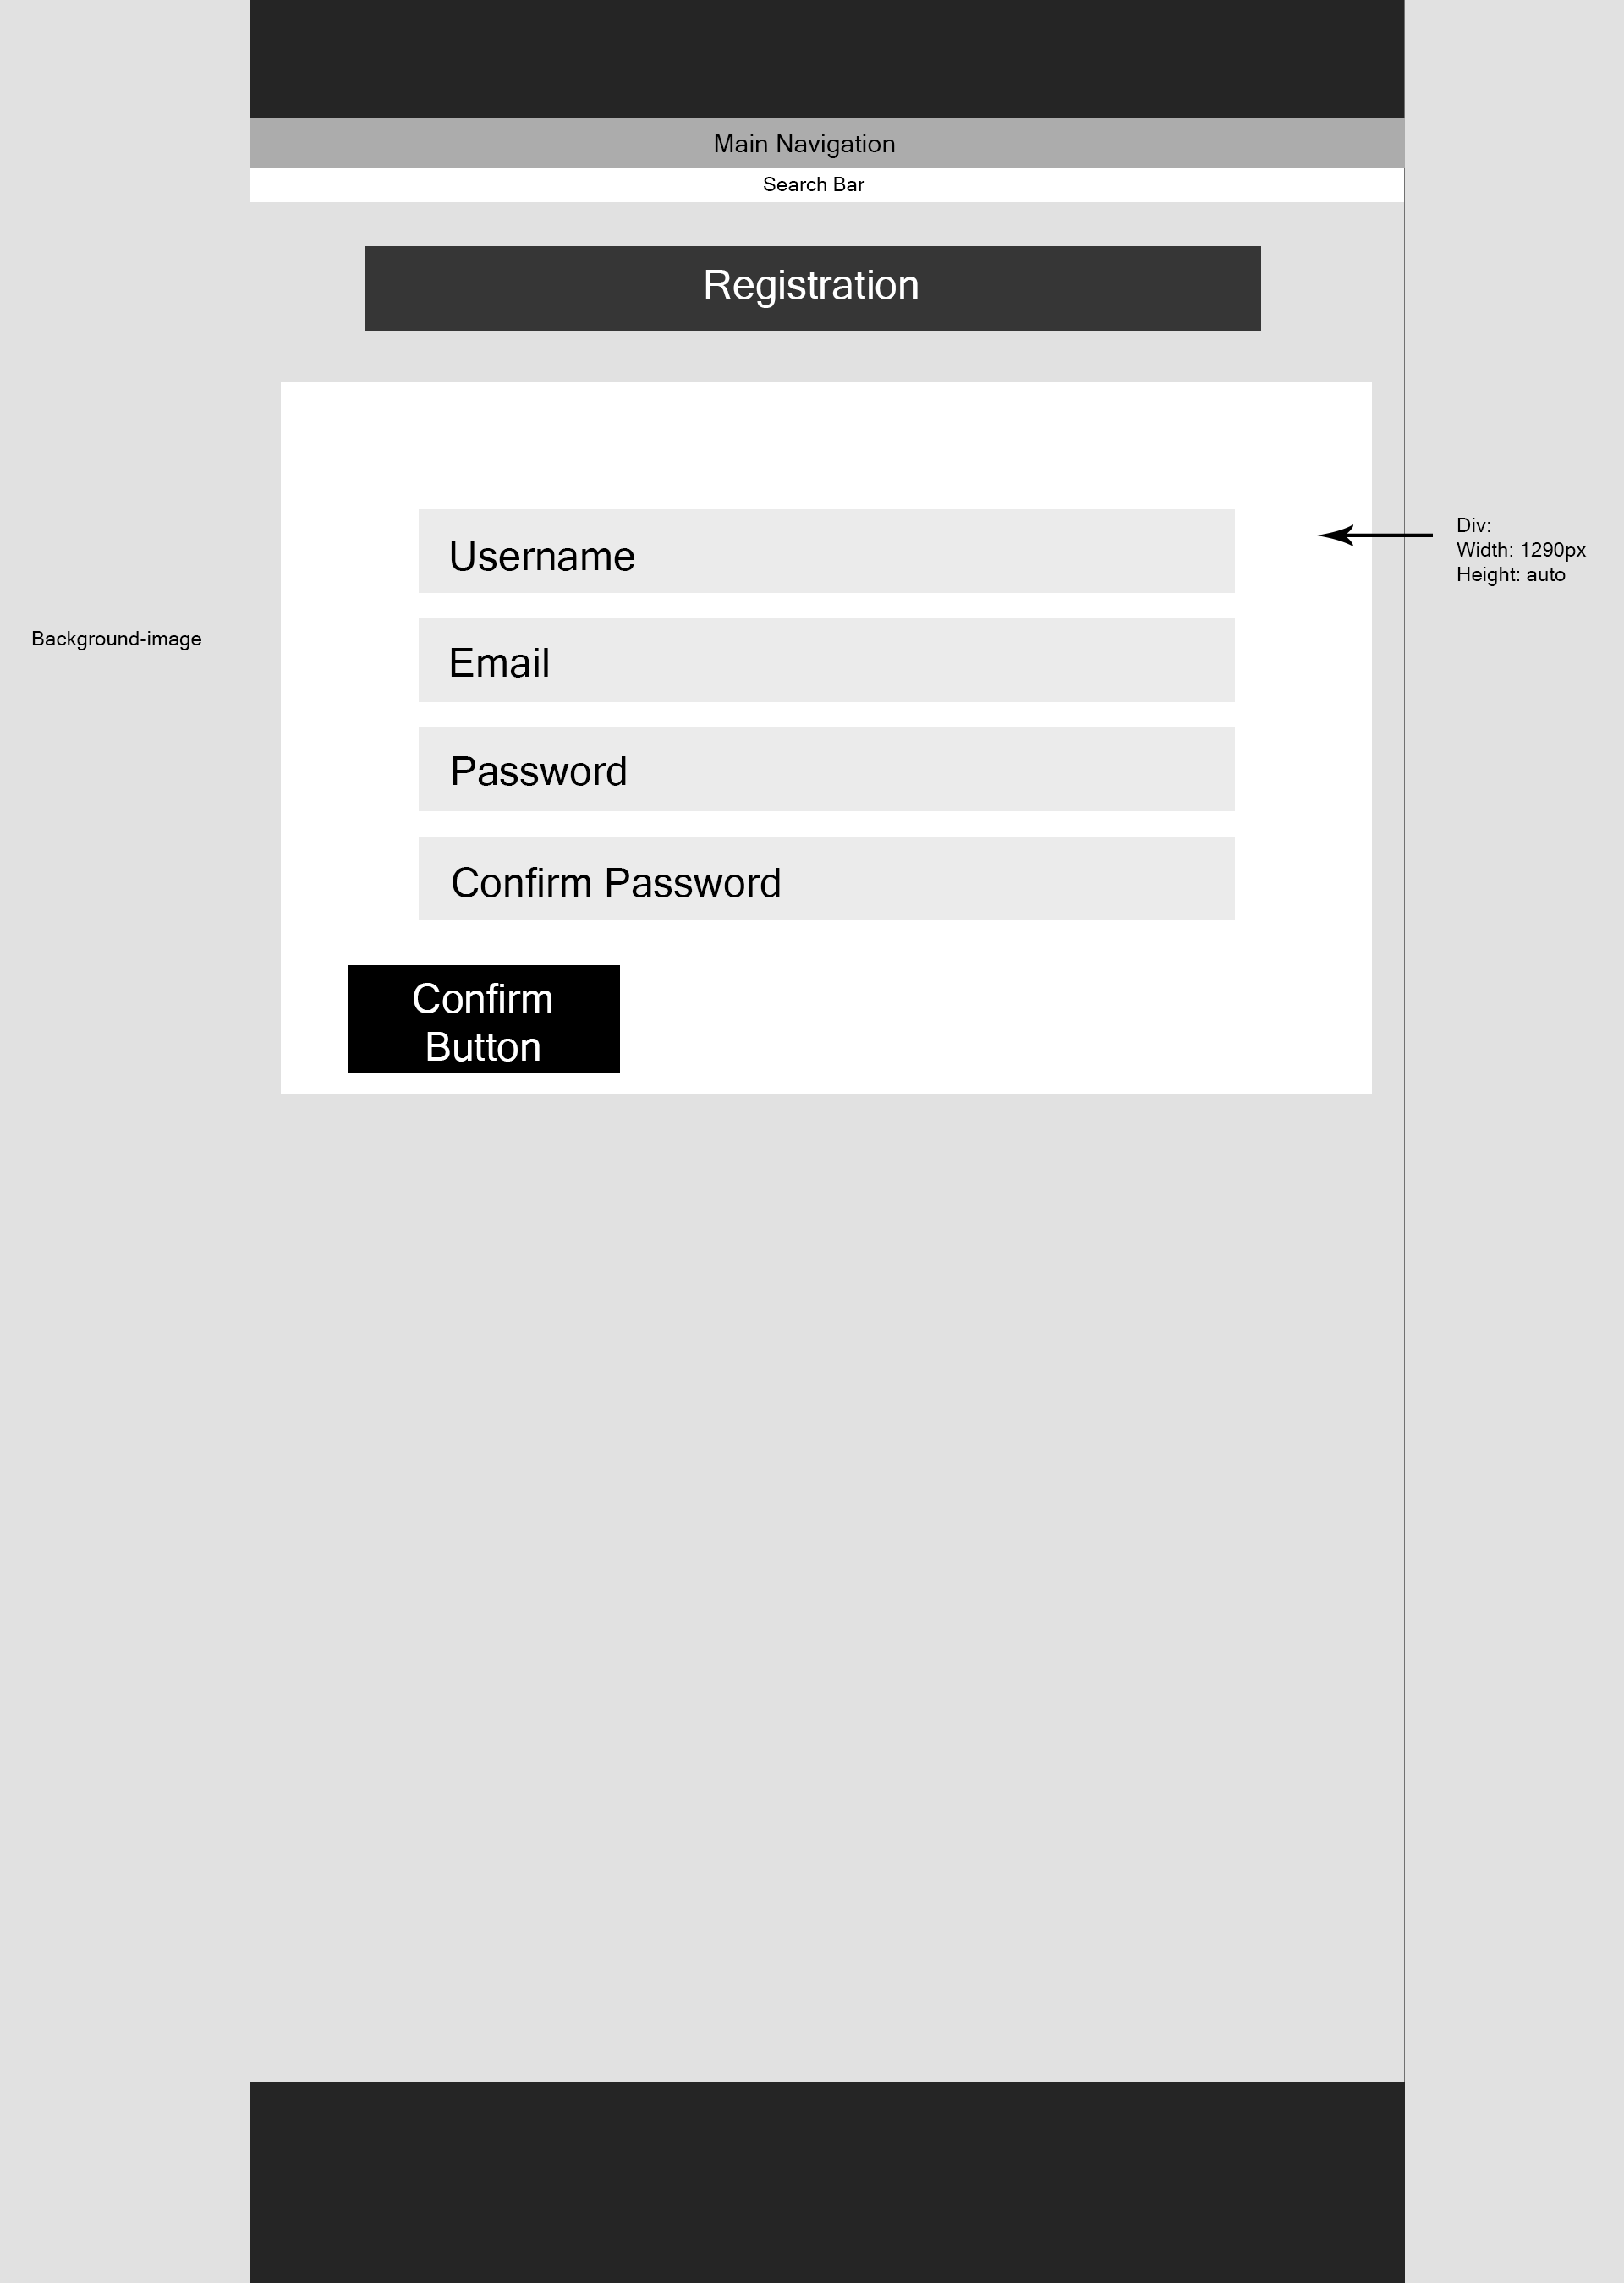 Main Navigation
Search Bar
Registration
Username
Div:
Width: 1290px
Height: auto
Background-image
Email
Password
Confirm Password
Confirm
Button